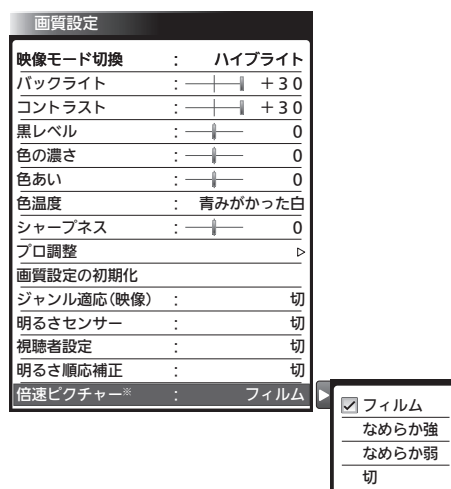 画質設定
映像モード切換 : ハイブライト
バックライト : +30
コントラスト : +30
黒レベル : 0
色の濃さ : 0
色あい : 0
色温度 : 青みがかった白
シャープネス : 0
プロ調整
画質設定の初期化
ジャンル適応(映像) : 切
明るさセンサー : 切
視聴者設定 : 切
明るさ順応補正 : 切
倍速ピクチャー※ : フィルム
フィルム
なめらか強
なめらか弱
切